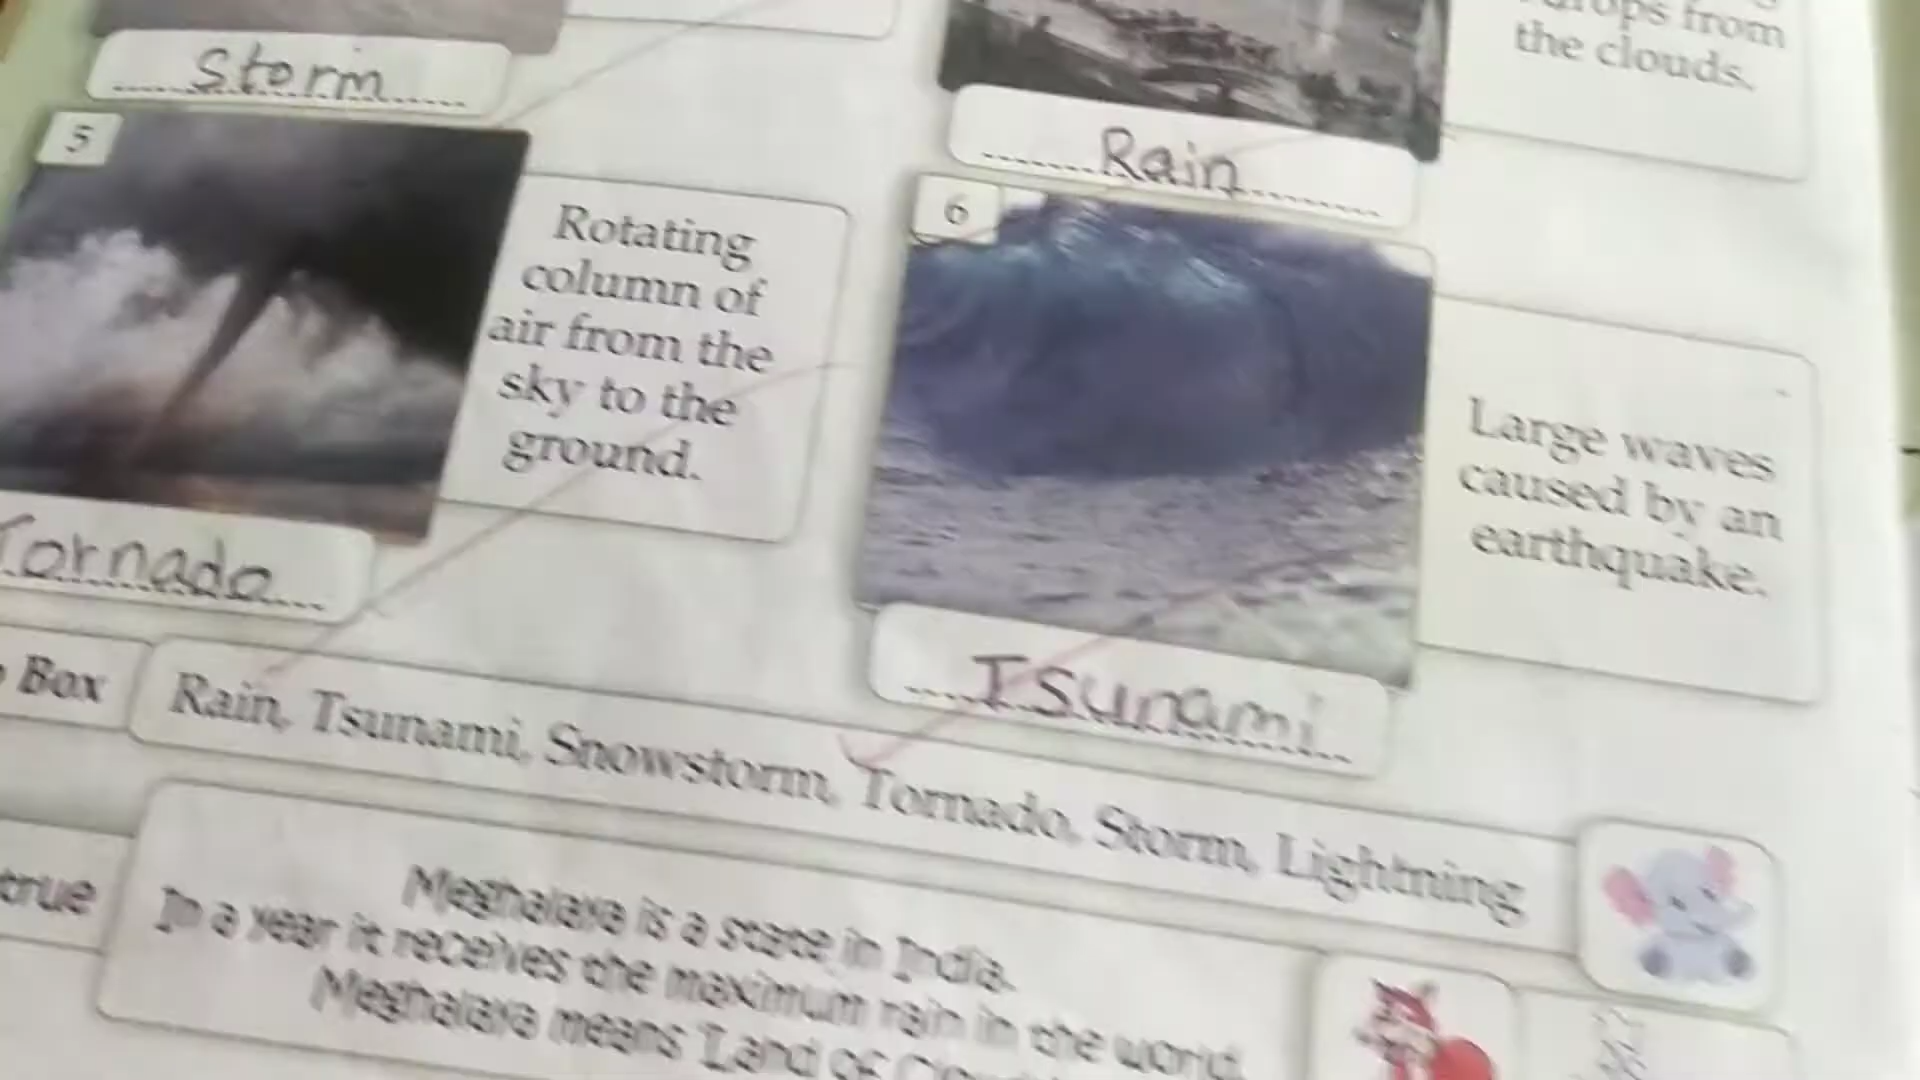 drops from
the clouds.
Storm
Rain
5
Rotating
column of
air from the
sky to the
ground.
6
Large waves
caused by an
earthquake.
Tornado
Tsunami
Box
Rain, Tsunami, Snowstorm, Tornado, Storm, Lightning
true
Meghalaya is a state in India.
In a year it receives the maximum rain in the world.
Meghalaya means 'Land of